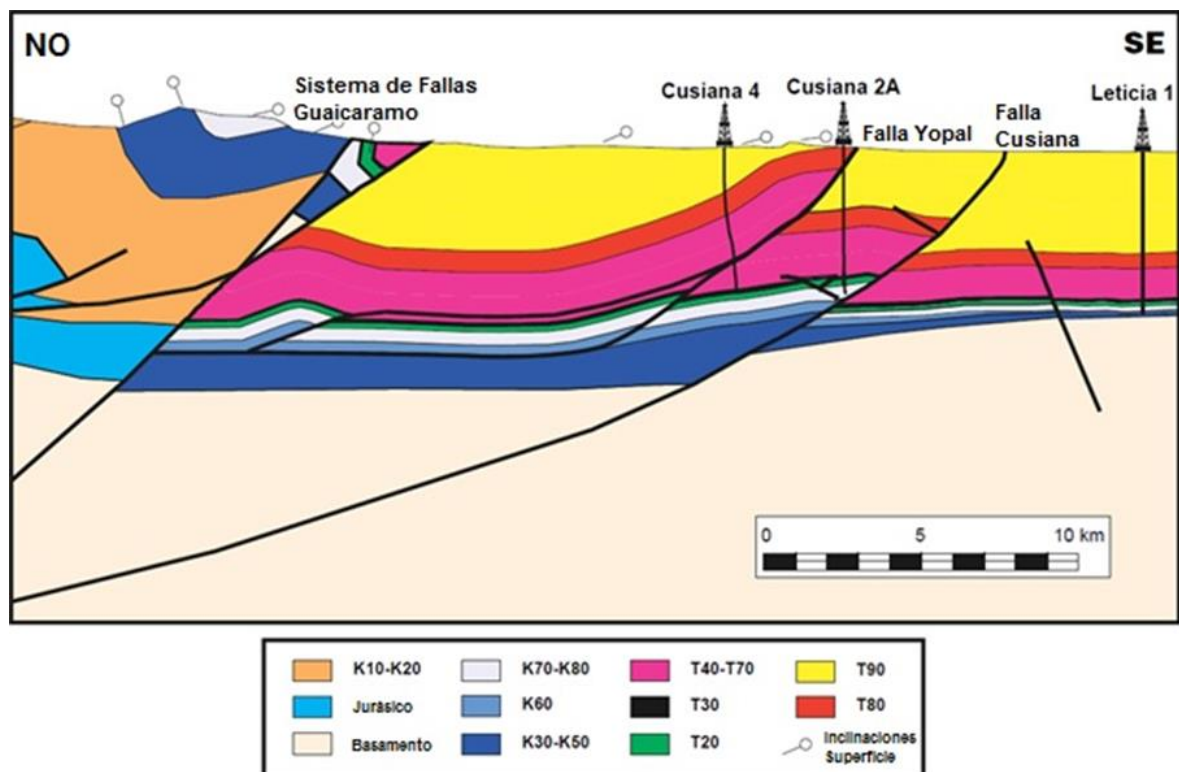 NO
SE
Sistema de Fallas
Guaicaramo
Cusiana 4
Cusiana 2A
Falla Yopal
Falla
Cusiana
Leticia 1
0 5 10 km
K10-K20 K70-K80 T40-T70 T90
Jurásico K60 T30 T80
Basamento K30-K50 T20 Inclinaciones
Superficie